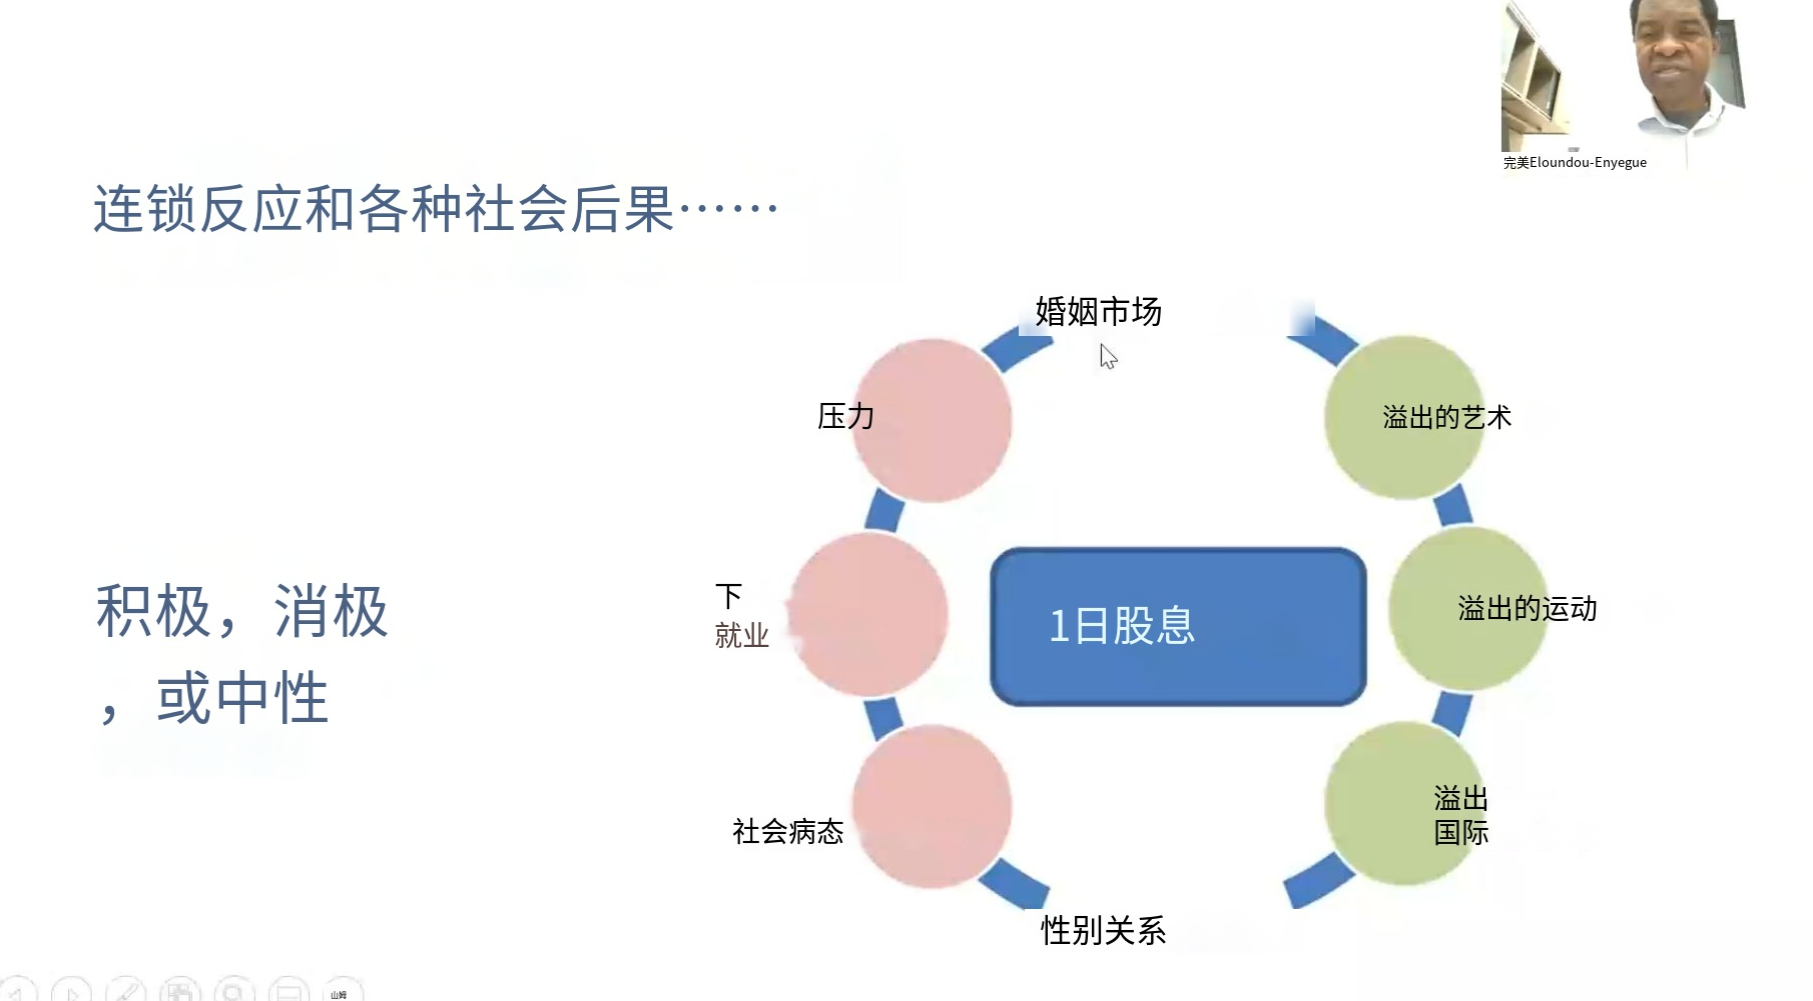 完美Eloundou-Enyegue
连锁反应和各种社会后果……
婚姻市场
压力
溢出的艺术
积极，消极
，或中性
下
就业
1日股息
溢出的运动
社会病态
溢出
国际
性别关系
山姆